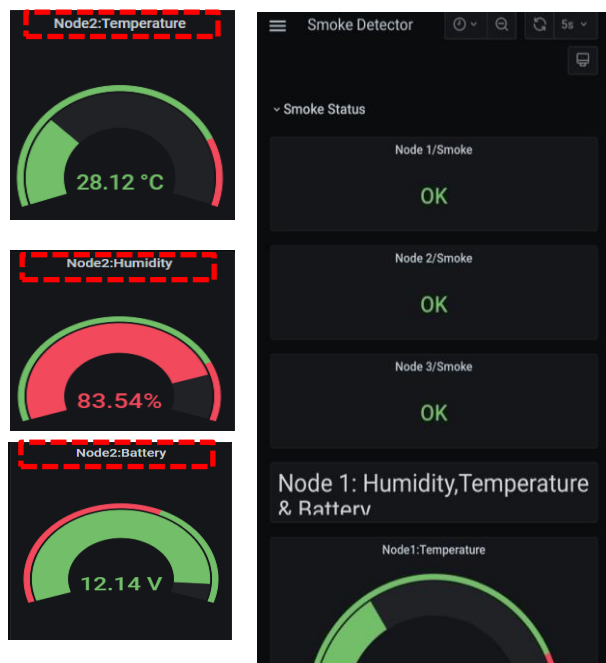 Node2:Temperature
28.12 °C
Node2:Humidity
83.54%
Node2:Battery
12.14 V
Smoke Detector
5s
Smoke Status
Node 1/Smoke
OK
Node 2/Smoke
OK
Node 3/Smoke
OK
Node 1: Humidity,Temperature
& Battery
Node1:Temperature